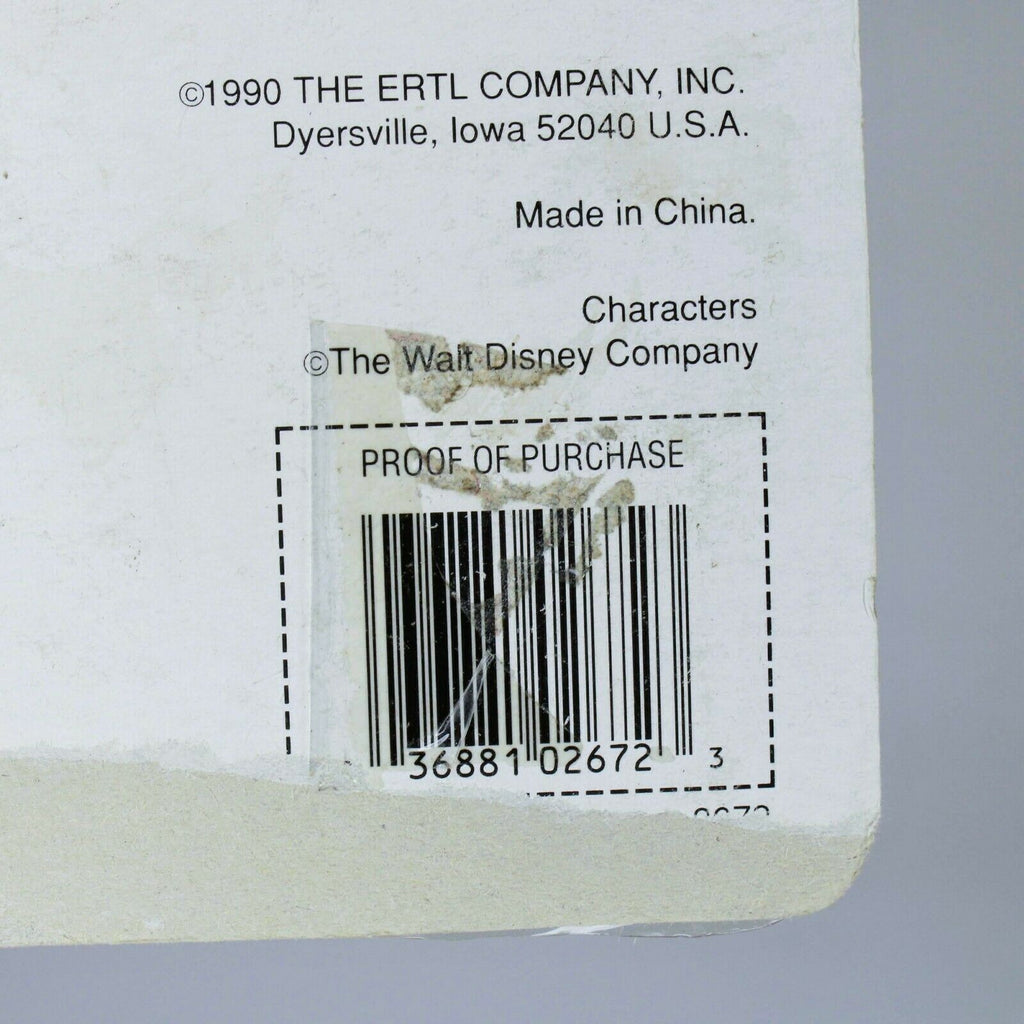 ©1990 THE ERTL COMPANY, INC.
Dyersville, Iowa 52040 U.S.A.
Made in China.
Characters
©The Walt Disney Company
PROOF OF PURCHASE
36881 02672 3